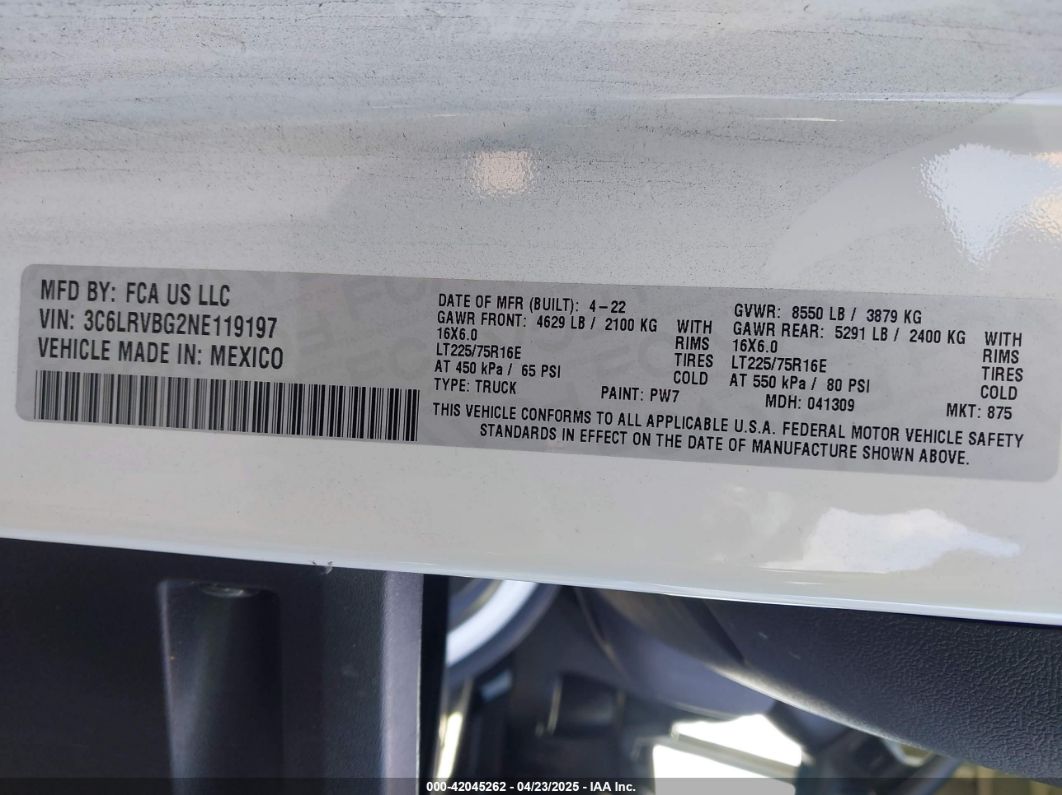 MFD BY: FCA US LLC
VIN: 3C6LRVBG2NE119197
VEHICLE MADE IN: MEXICO
DATE OF MFR (BUILT): 4-22
GAWR FRONT: 4629 LB / 2100 KG WITH
16X6.0 RIMS
LT225/75R16E TIRES
AT 450 kPa / 65 PSI COLD
TYPE: TRUCK PAINT: PW7
GVWR: 8550 LB / 3879 KG
GAWR REAR: 5291 LB / 2400 KG WITH
16X6.0 RIMS
LT225/75R16E TIRES
AT 550 kPa / 80 PSI COLD
MDH: 041309 MKT: 875
THIS VEHICLE CONFORMS TO ALL APPLICABLE U.S.A. FEDERAL MOTOR VEHICLE SAFETY
STANDARDS IN EFFECT ON THE DATE OF MANUFACTURE SHOWN ABOVE.
000-42045262 - 04/23/2025 - IAA Inc.